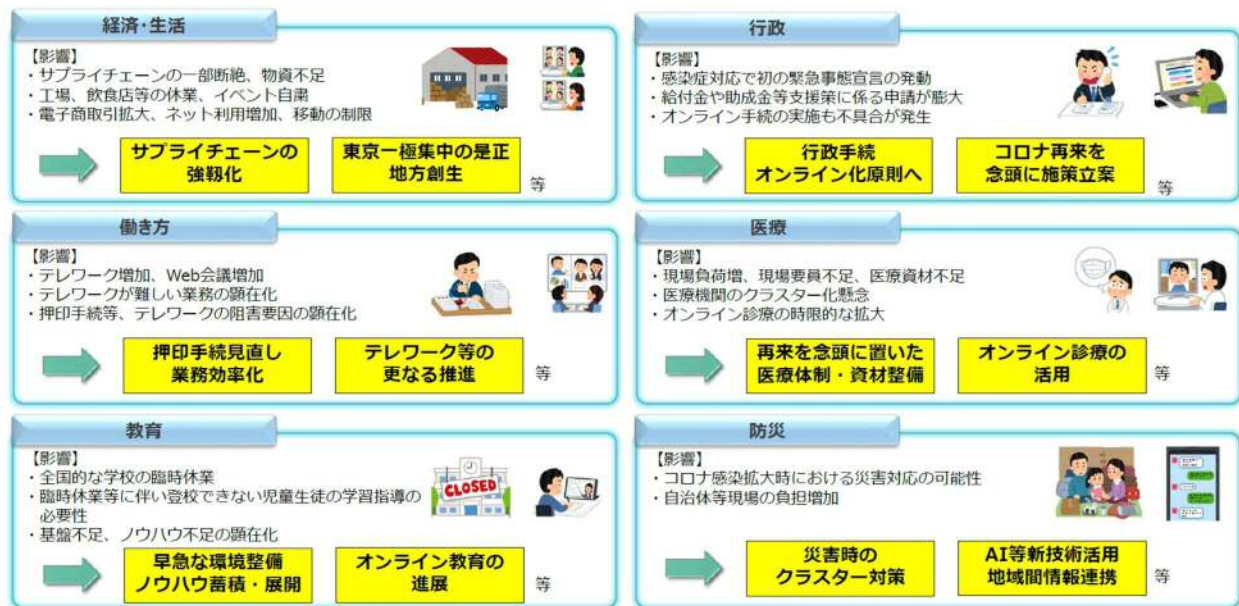 経済･生活
【影響】
・サプライチェーンの一部断絶、物資不足
・工場、飲食店等の休業、イベント自粛
・電子商取引拡大、ネット利用増加、移動の制限
サプライチェーンの
強靱化
東京一極集中の是正
地方創生
等
行政
【影響】
・感染症対応で初の緊急事態宣言の発動
・給付金や助成金等支援策に係る申請が膨大
・オンライン手続の実施も不具合が発生
行政手続
オンライン化原則へ
コロナ再来を
念頭に施策立案
等
働き方
【影響】
・テレワーク増加、Web会議増加
・テレワークが難しい業務の顕在化
・押印手続等、テレワークの阻害要因の顕在化
押印手続見直し
業務効率化
テレワーク等の
更なる推進
等
医療
【影響】
・現場負荷増、現場要員不足、医療資材不足
・医療機関のクラスター化懸念
・オンライン診療の時限的な拡大
再来を念頭に置いた
医療体制・資材整備
オンライン診療の
活用
等
教育
【影響】
・全国的な学校の臨時休業
・臨時休業等に伴い登校できない児童生徒の学習指導の
必要性
・基盤不足、ノウハウ不足の顕在化
CLOSED
早急な環境整備
ノウハウ蓄積・展開
オンライン教育の
進展
等
防災
【影響】
・コロナ感染拡大時における災害対応の可能性
・自治体等現場の負担増加
災害時の
クラスター対策
AI等新技術活用
地域間情報連携
等